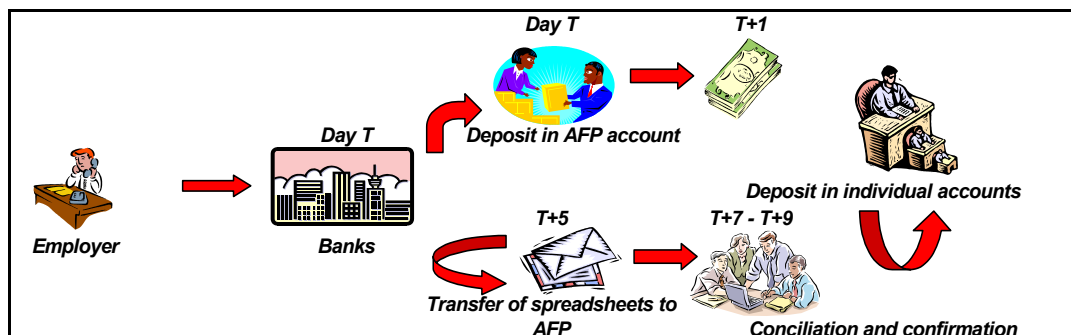 Day T
T+1
Deposit in AFP account
Day T
Deposit in individual accounts
Employer
Banks
T+5
T+7 - T+9
Transfer of spreadsheets to
AFP
Conciliation and confirmation